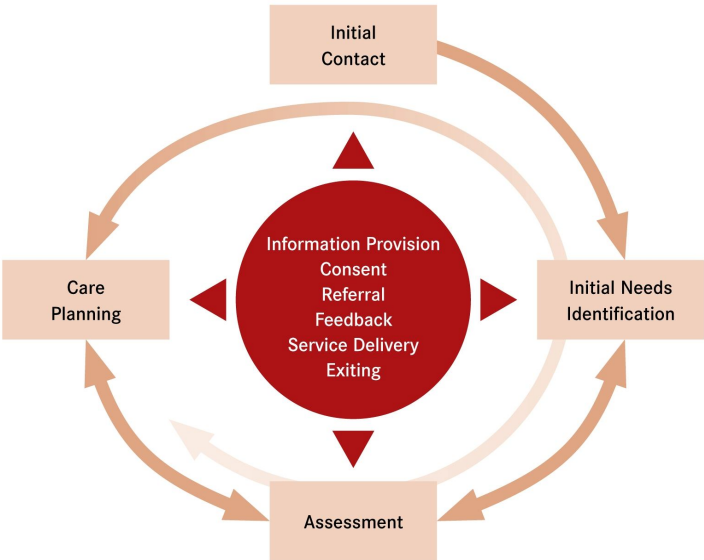 Initial
Contact
Information Provision
Consent
Referral
Feedback
Service Delivery
Exiting
Care
Planning
Initial Needs
Identification
Assessment